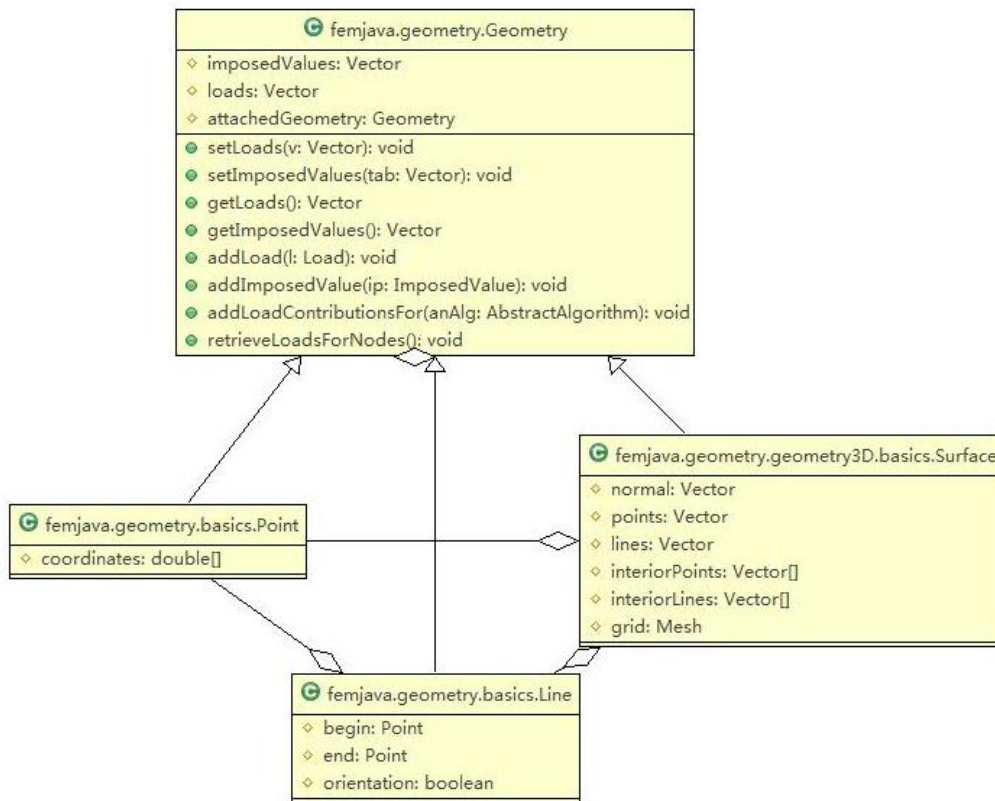 femjava.geometry.Geometry
imposedValues: Vector
loads: Vector
attachedGeometry: Geometry
setLoads(v: Vector): void
setImposedValues(tab: Vector): void
getLoads(): Vector
getImposedValues(): Vector
addLoad(l: Load): void
addImposedValue(ip: ImposedValue): void
addLoadContributionsFor(anAlg: AbstractAlgorithm): void
retrieveLoadsForNodes(): void
femjava.geometry.geometry3D.basics.Surface
normal: Vector
points: Vector
lines: Vector
interiorPoints: Vector[]
interiorLines: Vector[]
grid: Mesh
femjava.geometry.basics.Point
coordinates: double[]
femjava.geometry.basics.Line
begin: Point
end: Point
orientation: boolean